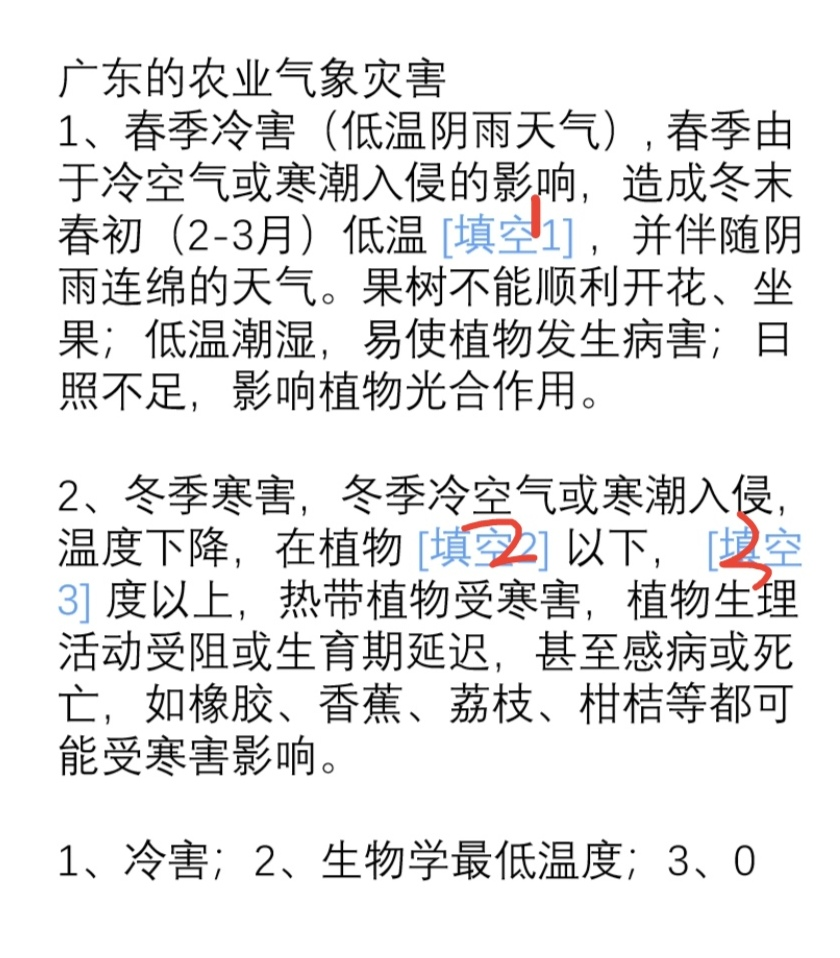 广东的农业气象灾害
1、春季冷害（低温阴雨天气）, 春季由
于冷空气或寒潮入侵的影响，造成冬末
春初（2-3月）低温 [填空1] ，并伴随阴
雨连绵的天气。果树不能顺利开花、坐
果；低温潮湿，易使植物发生病害；日
照不足，影响植物光合作用。
2、冬季寒害，冬季冷空气或寒潮入侵，
温度下降，在植物 [填空2] 以下， [填空
3] 度以上，热带植物受寒害，植物生理
活动受阻或生育期延迟，甚至感病或死
亡，如橡胶、香蕉、荔枝、柑桔等都可
能受寒害影响。
1、冷害；2、生物学最低温度；3、0